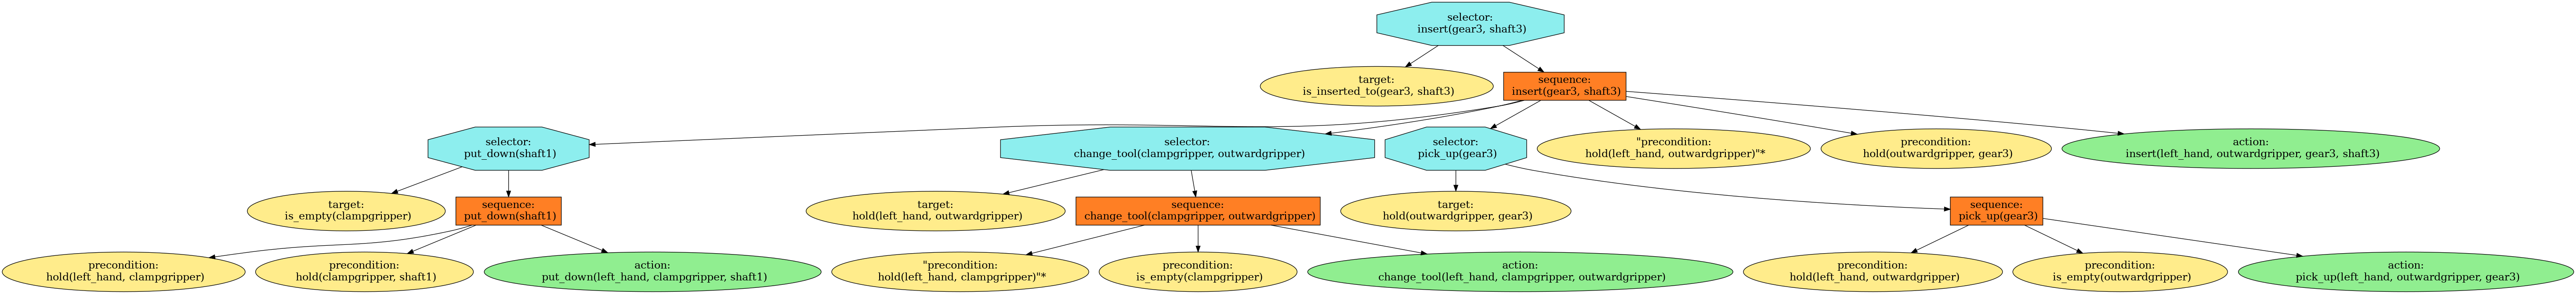 selector:
insert(gear3, shaft3)
target:
is_inserted_to(gear3, shaft3)
sequence:
insert(gear3, shaft3)
selector:
put_down(shaft1)
selector:
change_tool(clampgripper, outwardgripper)
selector:
pick_up(gear3)
"precondition:
hold(left_hand, outwardgripper)"*
precondition:
hold(outwardgripper, gear3)
action:
insert(left_hand, outwardgripper, gear3, shaft3)
target:
is_empty(clampgripper)
sequence:
put_down(shaft1)
target:
hold(left_hand, outwardgripper)
sequence:
change_tool(clampgripper, outwardgripper)
target:
hold(outwardgripper, gear3)
sequence:
pick_up(gear3)
precondition:
hold(left_hand, clampgripper)
precondition:
hold(clampgripper, shaft1)
action:
put_down(left_hand, clampgripper, shaft1)
"precondition:
hold(left_hand, clampgripper)"*
precondition:
is_empty(clampgripper)
action:
change_tool(left_hand, clampgripper, outwardgripper)
precondition:
hold(left_hand, outwardgripper)
precondition:
is_empty(outwardgripper)
action:
pick_up(left_hand, outwardgripper, gear3)